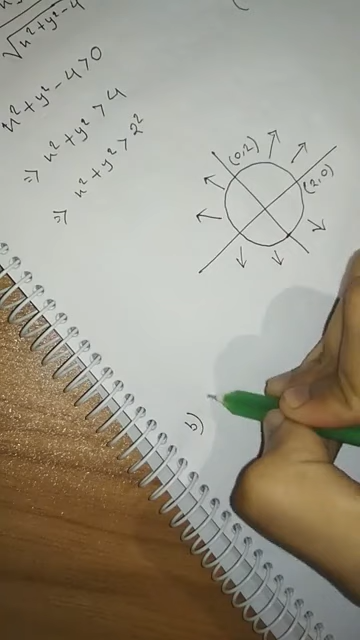 √x²+y²-4
x²+y²-4>0
=> x²+y² > 4
=> x²+y² > 2²
(0,2)
(2,0)
b)